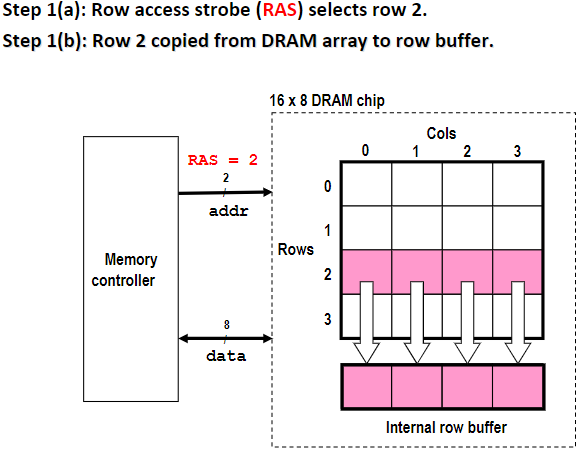 Step 1(a): Row access strobe (RAS) selects row 2.
Step 1(b): Row 2 copied from DRAM array to row buffer.
16 x 8 DRAM chip
Cols
0 1 2 3
RAS = 2
2
addr
0
1
Rows
2
3
Memory
controller
8
data
Internal row buffer